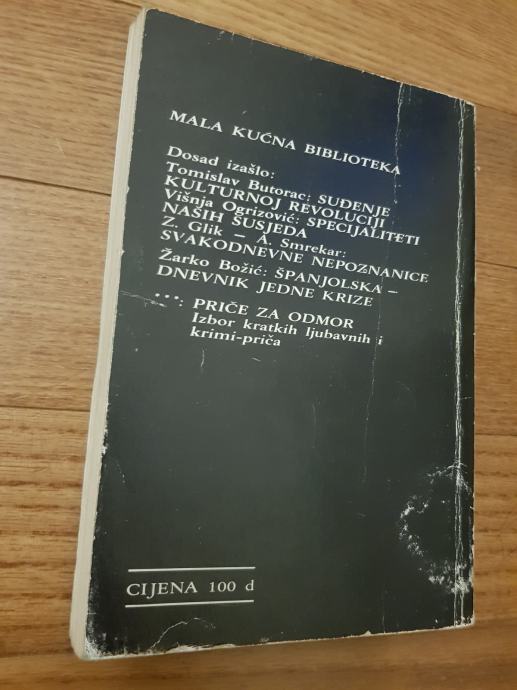 MALA KUĆNA BIBLIOTEKA
Dosad izašlo:
Tomislav Butorac: SUĐENJE
KULTURNOJ REVOLUCIJI
Višnja Ogrizović: SPECIJALITETI
NAŠIH SUSJEDA
Z. Glik — A. Smrekar:
SVAKODNEVNE NEPOZNANICE
Žarko Božić: ŠPANJOLSKA —
DNEVNIK JEDNE KRIZE
***: PRIČE ZA ODMOR
Izbor kratkih ljubavnih i
krimi-priča
CIJENA 100 d